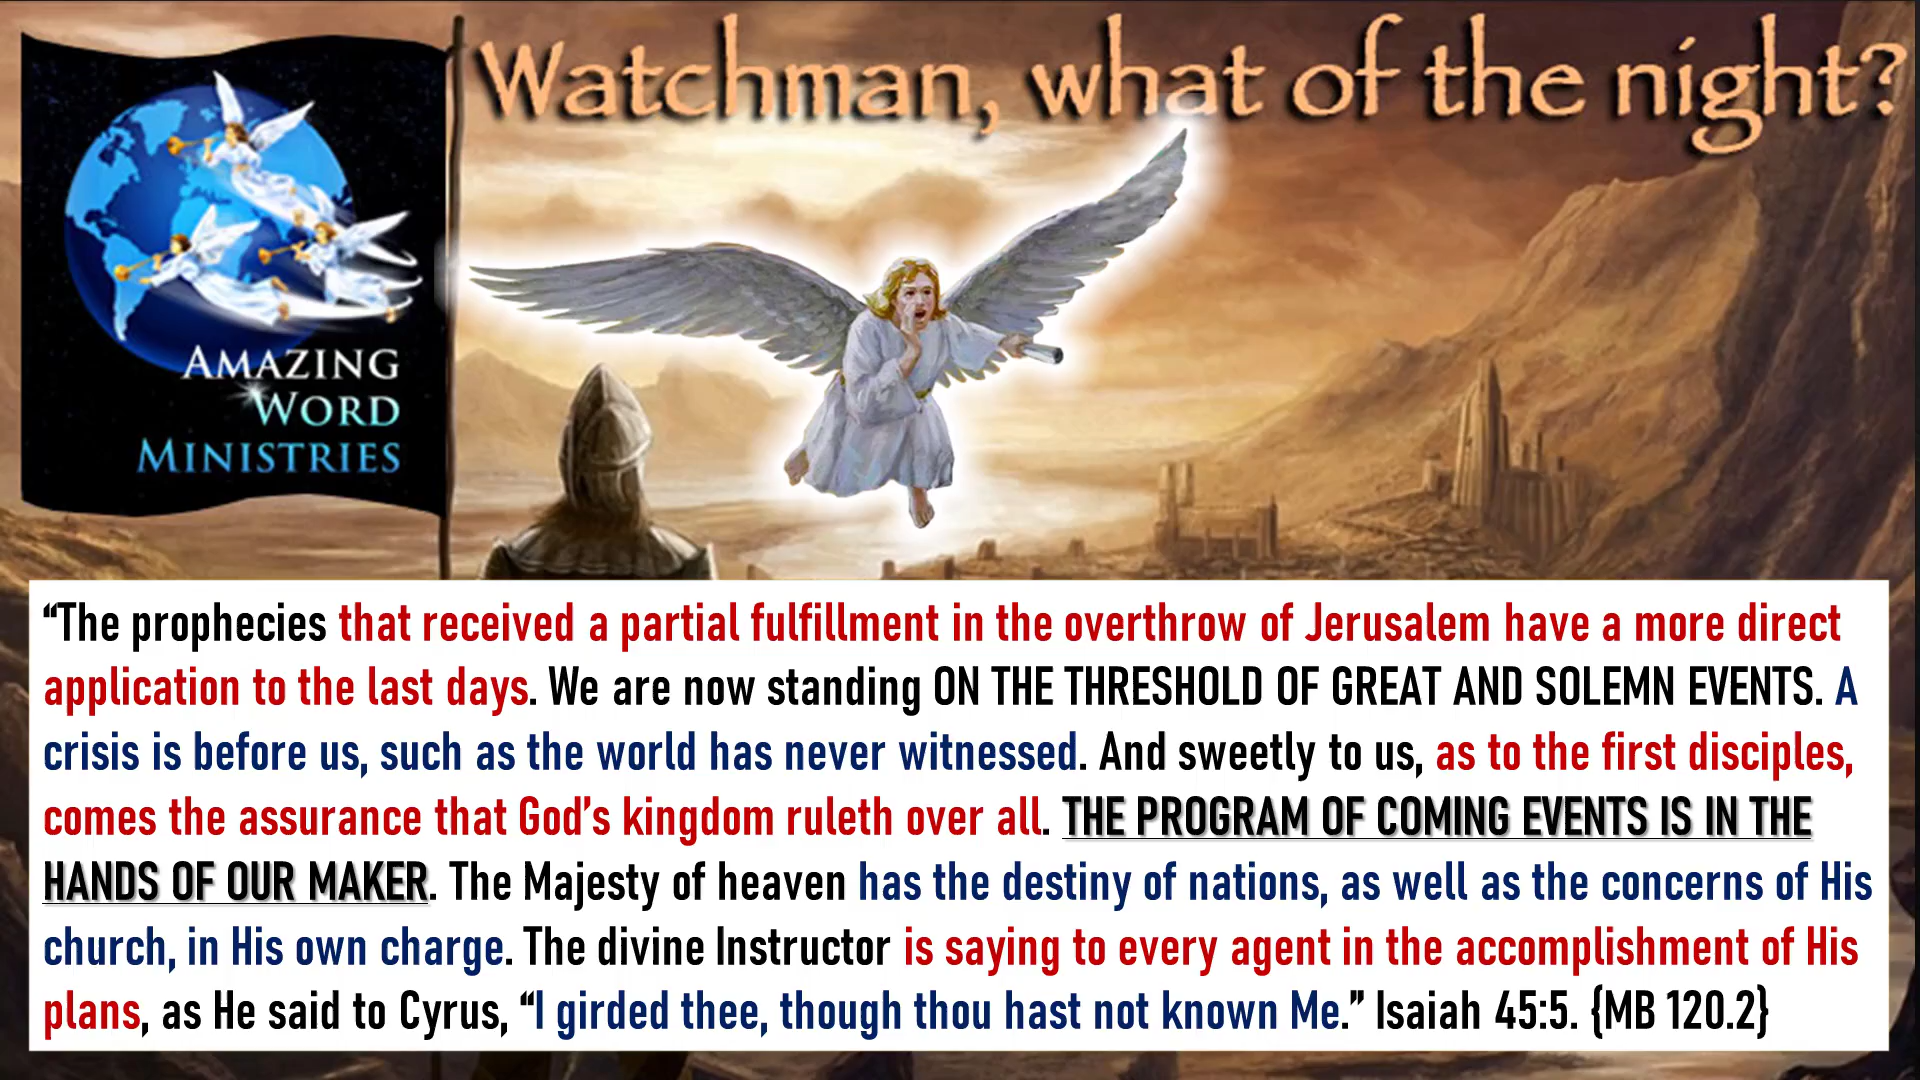 Watchman, what of the night?
AMAZING
WORD
MINISTRIES
“The prophecies that received a partial fulfillment in the overthrow of Jerusalem have a more direct
application to the last days. We are now standing ON THE THRESHOLD OF GREAT AND SOLEMN EVENTS. A
crisis is before us, such as the world has never witnessed. And sweetly to us, as to the first disciples,
comes the assurance that God’s kingdom ruleth over all. THE PROGRAM OF COMING EVENTS IS IN THE
HANDS OF OUR MAKER. The Majesty of heaven has the destiny of nations, as well as the concerns of His
church, in His own charge. The divine Instructor is saying to every agent in the accomplishment of His
plans, as He said to Cyrus, “I girded thee, though thou hast not known Me.” Isaiah 45:5. {MB 120.2}